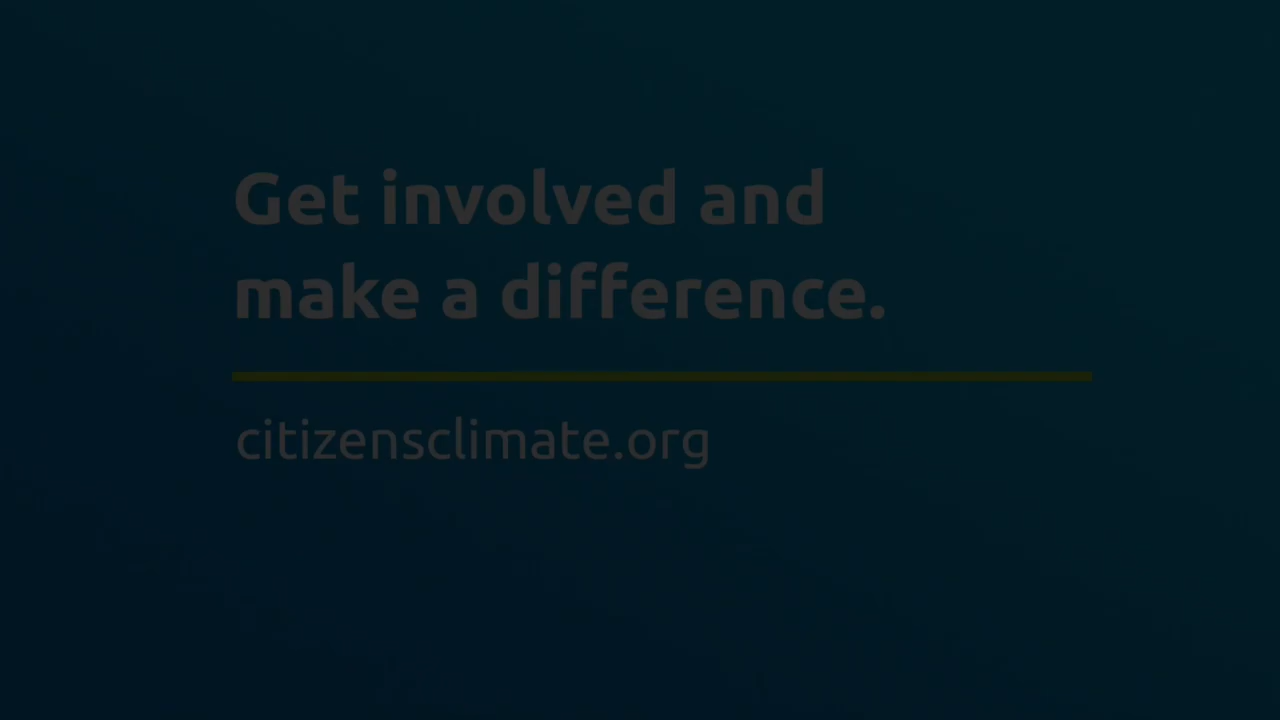 Get involved and
make a difference.
citizensclimate.org